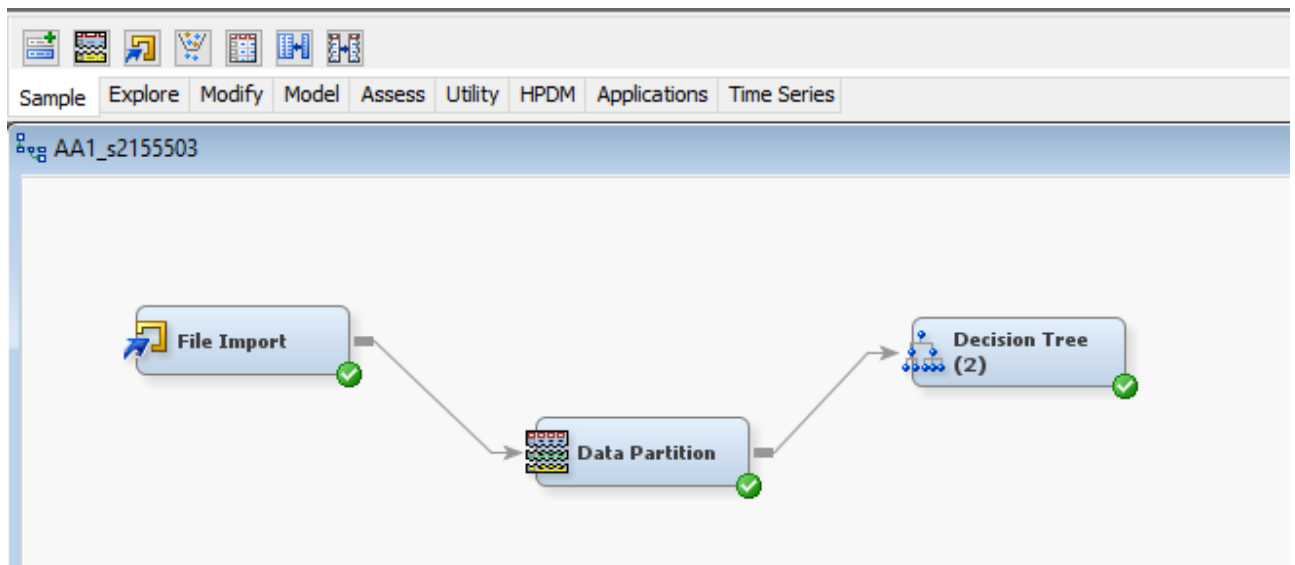 Sample Explore Modify Model Assess Utility HPDM Applications Time Series
AA1_s2155503
File Import
Decision Tree
(2)
Data Partition